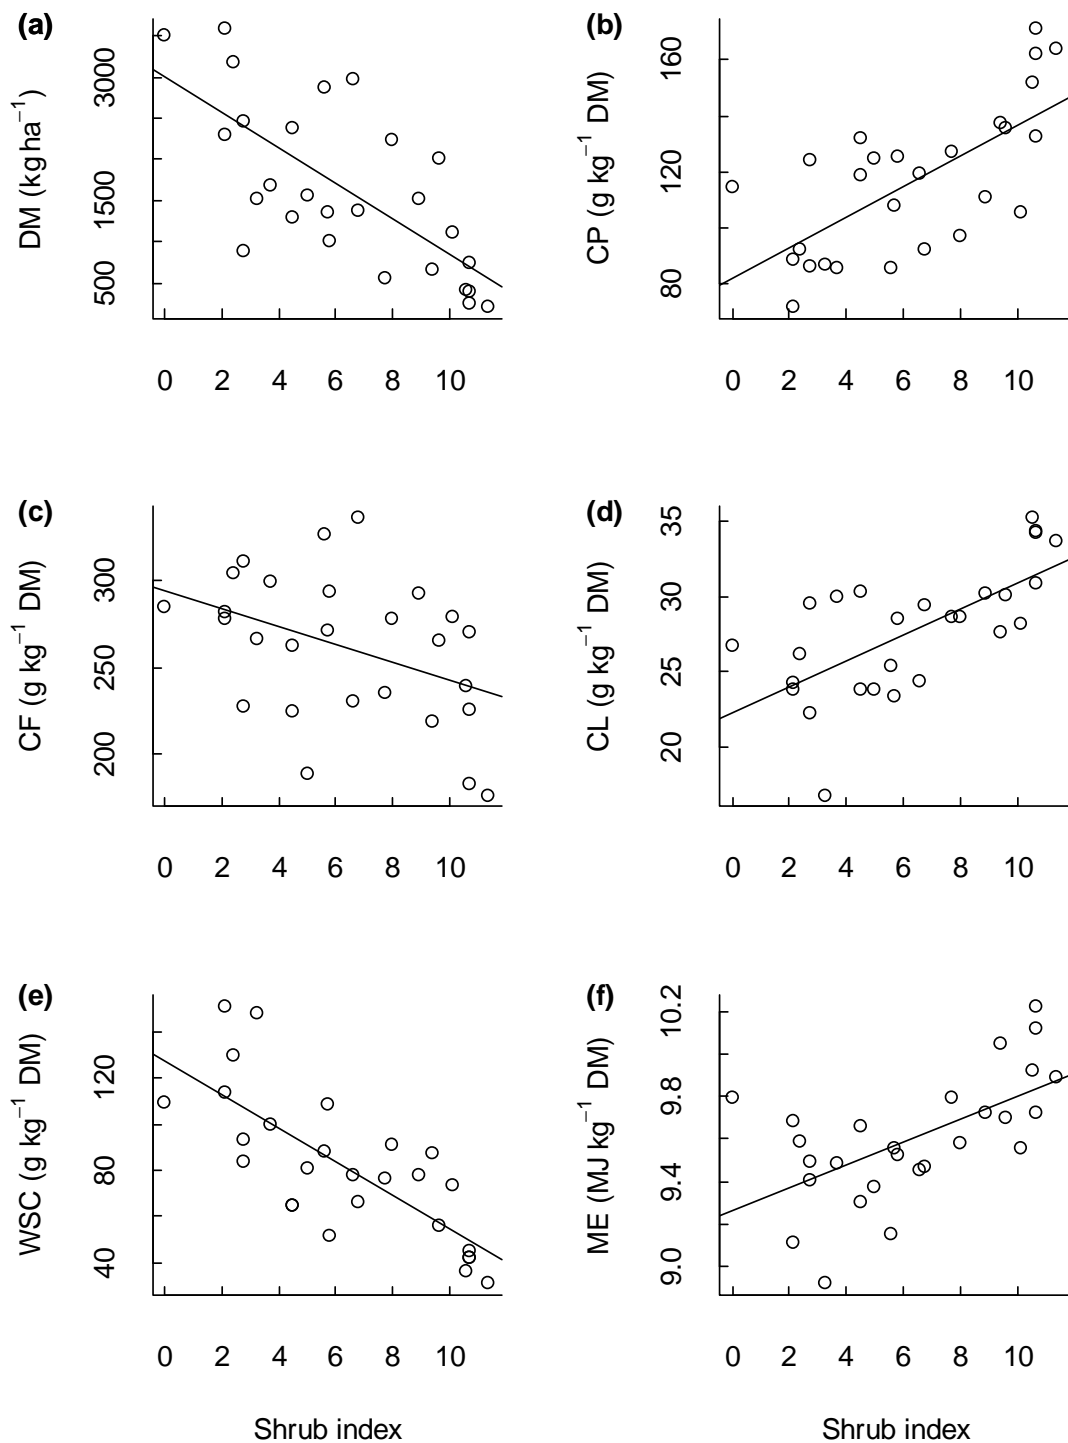 (a)
DM (kg ha⁻¹)
3000
1500
500
0 2 4 6 8 10
(b)
CP (g kg⁻¹ DM)
160
120
80
0 2 4 6 8 10
(c)
CF (g kg⁻¹ DM)
300
250
200
0 2 4 6 8 10
(d)
CL (g kg⁻¹ DM)
35
30
25
20
0 2 4 6 8 10
(e)
WSC (g kg⁻¹ DM)
120
80
40
0 2 4 6 8 10
Shrub index
(f)
ME (MJ kg⁻¹ DM)
10.2
9.8
9.4
9.0
0 2 4 6 8 10
Shrub index